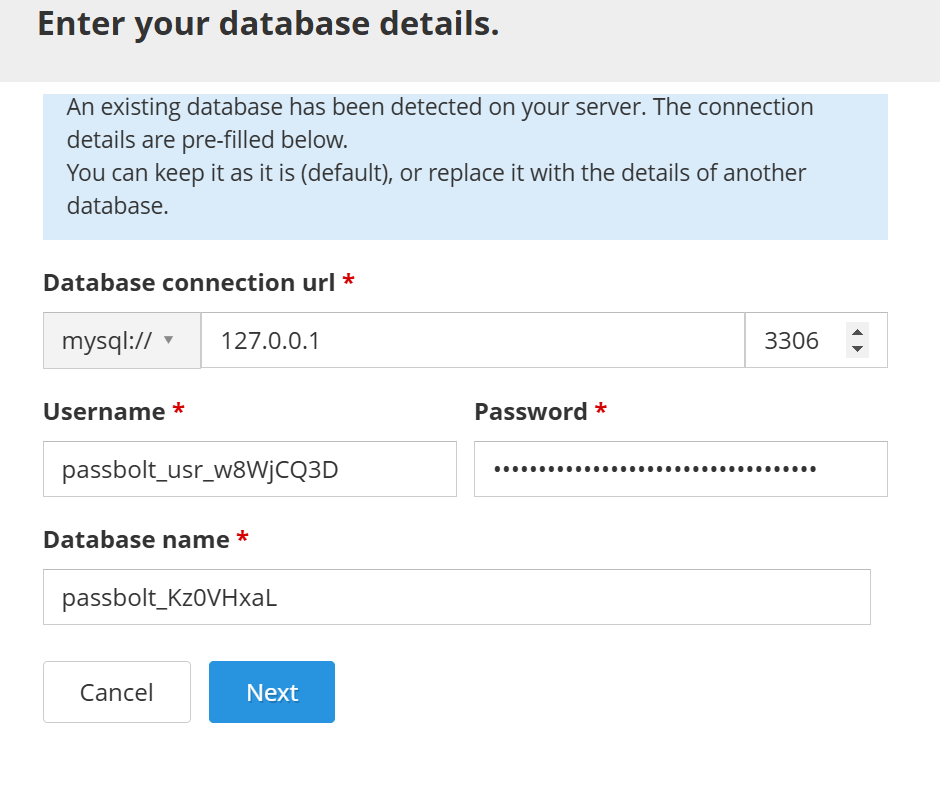 Enter your database details.
An existing database has been detected on your server. The connection
details are pre-filled below.
You can keep it as it is (default), or replace it with the details of another
database.
Database connection url *
mysql:// ▼ 127.0.0.1 3306
Username * Password *
passbolt_usr_w8WjCQ3D ••••••••••••••••••••••••••••••••••••
Database name *
passbolt_Kz0VHxaL
Cancel Next